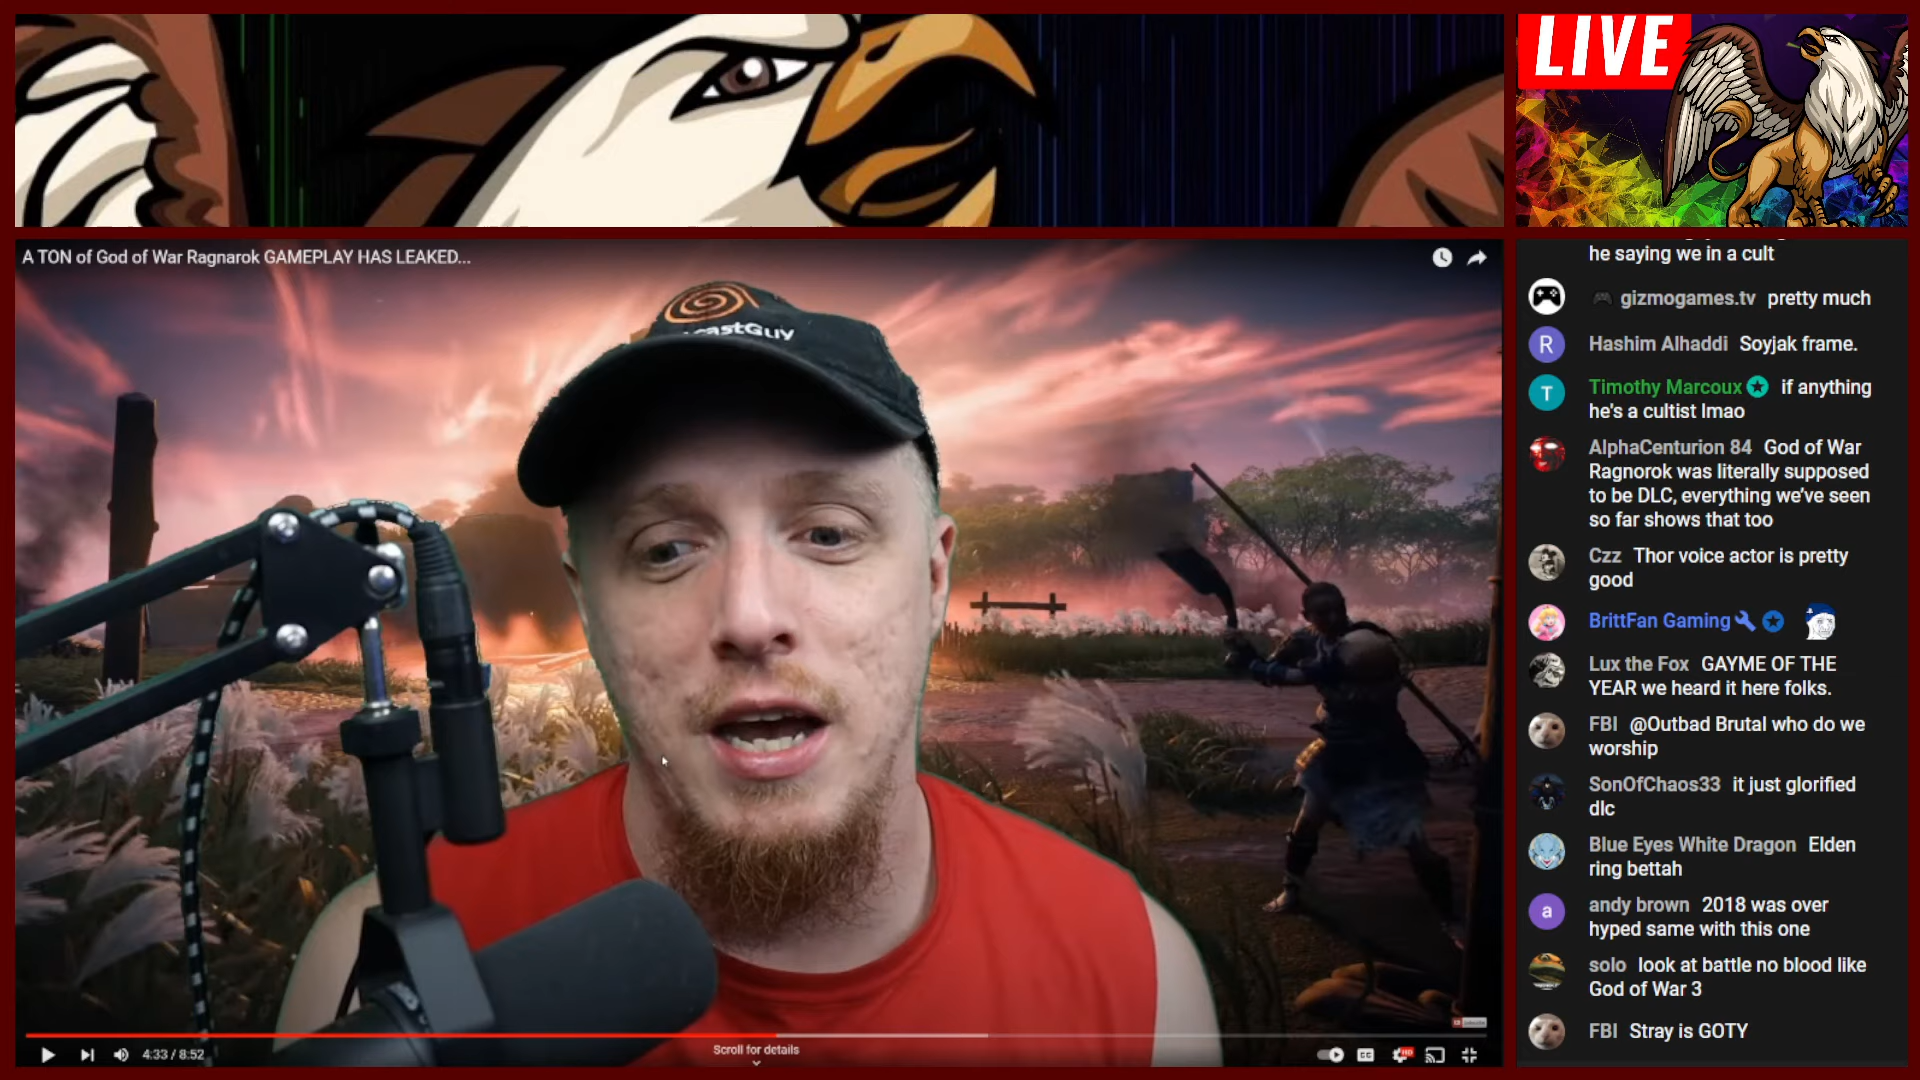 LIVE
A TON of God of War Ragnarok GAMEPLAY HAS LEAKED...
astGuy
4:33 / 8:52
Scroll for details
CC
HD
he saying we in a cult
gizmogames.tv pretty much
R
Hashim Alhaddi Soyjak frame.
T
Timothy Marcoux if anything
he's a cultist lmao
AlphaCenturion 84 God of War
Ragnorok was literally supposed
to be DLC, everything we've seen
so far shows that too
Czz Thor voice actor is pretty
good
BrittFan Gaming
Lux the Fox GAYME OF THE
YEAR we heard it here folks.
FBI @Outbad Brutal who do we
worship
SonOfChaos33 it just glorified
dlc
Blue Eyes White Dragon Elden
ring bettah
a
andy brown 2018 was over
hyped same with this one
solo look at battle no blood like
God of War 3
FBI Stray is GOTY